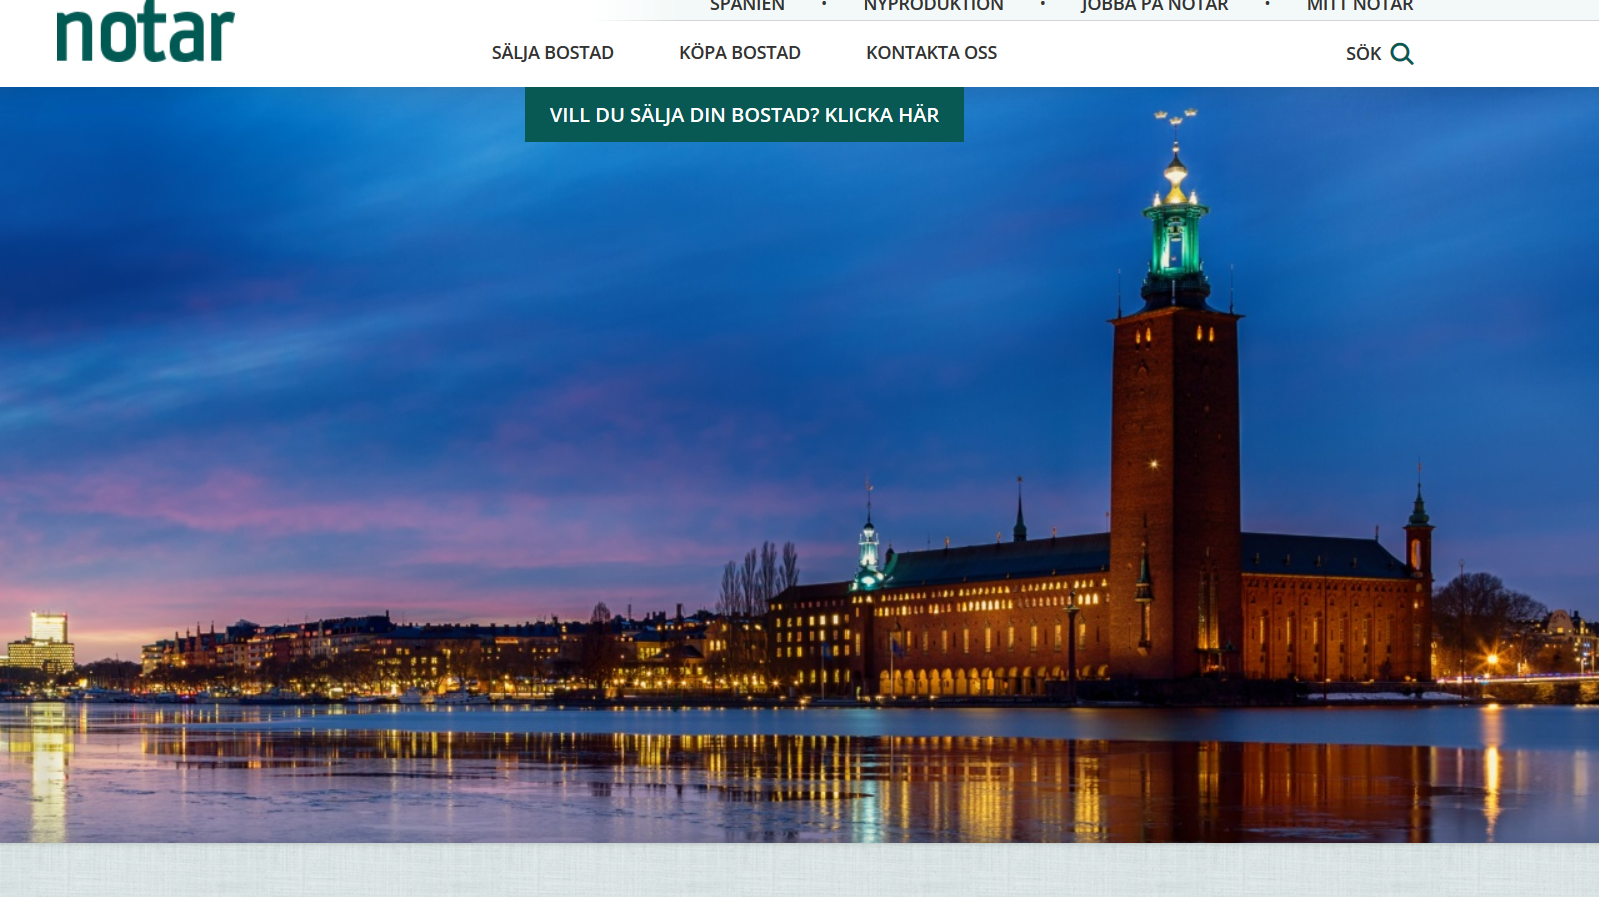 SPANIEN • NYPRODUKTION • JOBBA PÅ NOTAR • MITT NOTAR
notar
SÄLJA BOSTAD KÖPA BOSTAD KONTAKTA OSS SÖK
VILL DU SÄLJA DIN BOSTAD? KLICKA HÄR